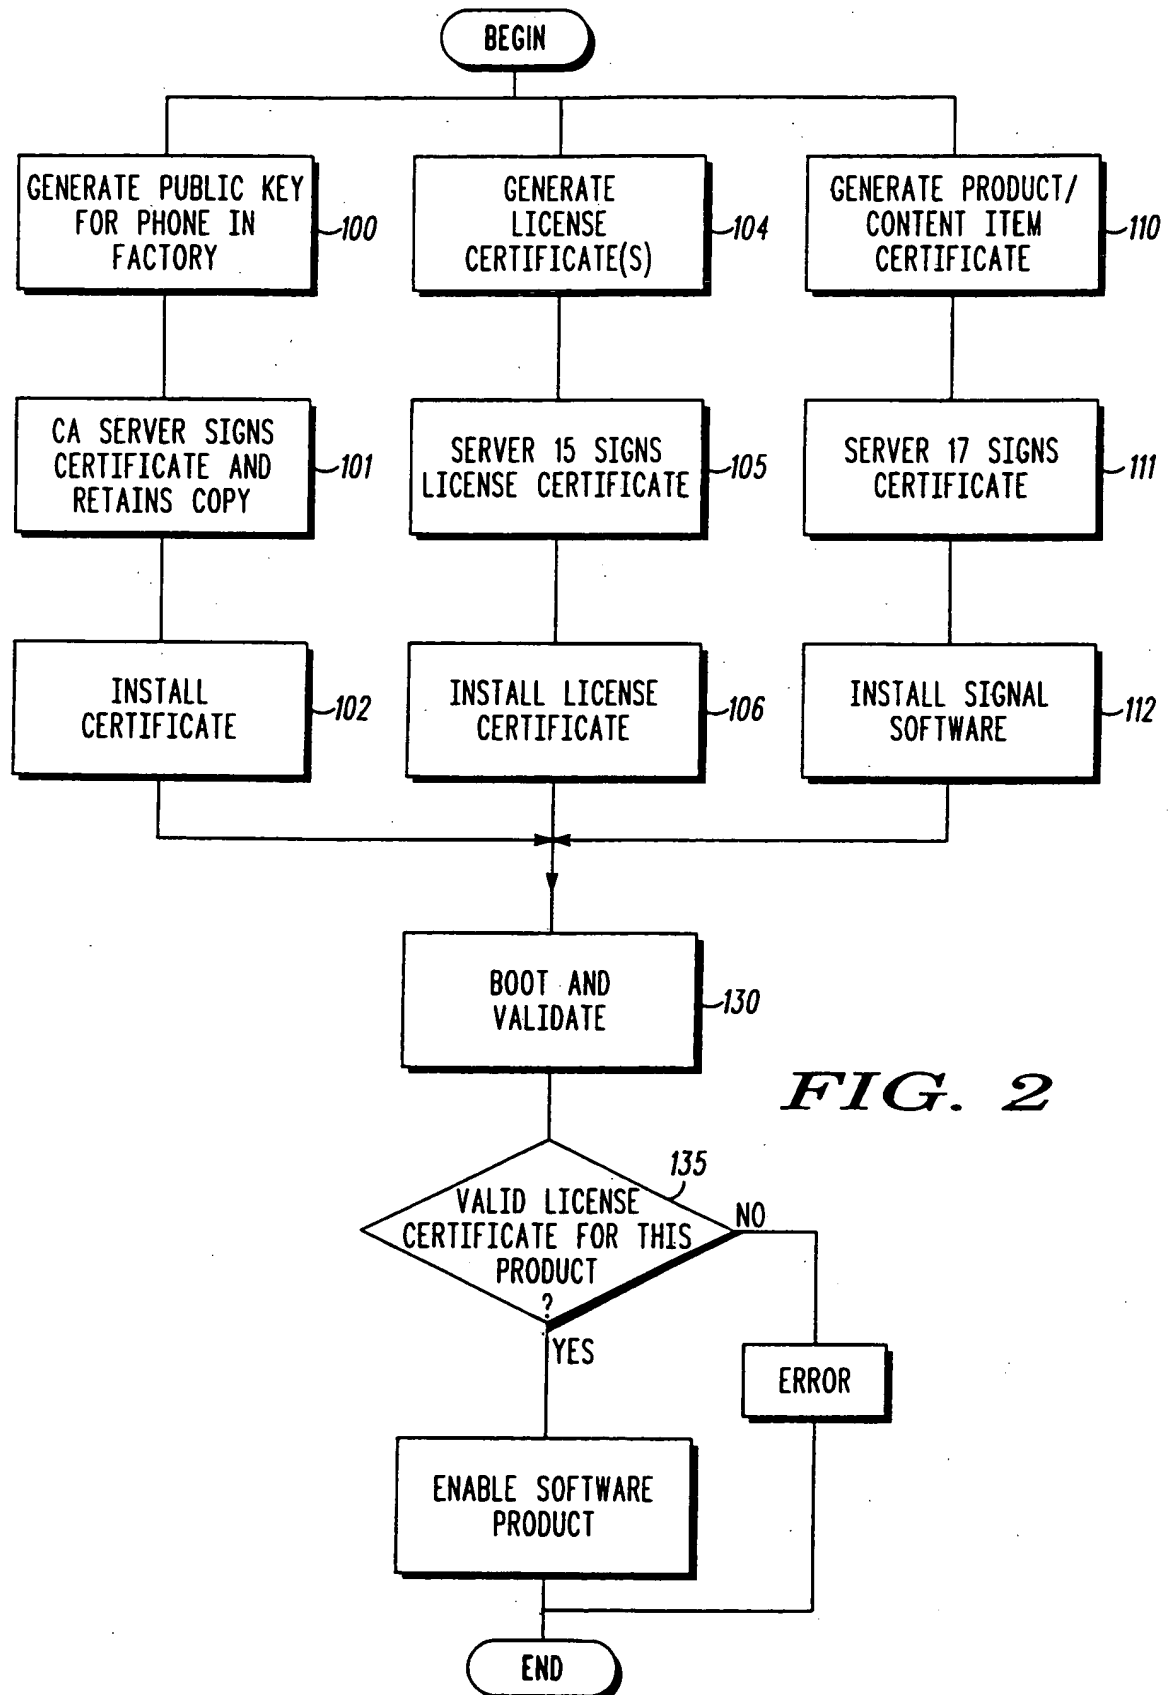 BEGIN
GENERATE PUBLIC KEY
FOR PHONE IN
FACTORY
100
GENERATE
LICENSE
CERTIFICATE(S)
104
GENERATE PRODUCT/
CONTENT ITEM
CERTIFICATE
110
CA SERVER SIGNS
CERTIFICATE AND
RETAINS COPY
101
SERVER 15 SIGNS
LICENSE CERTIFICATE
105
SERVER 17 SIGNS
CERTIFICATE
111
INSTALL
CERTIFICATE
102
INSTALL LICENSE
CERTIFICATE
106
INSTALL SIGNAL
SOFTWARE
112
BOOT AND
VALIDATE
130
FIG. 2
135
VALID LICENSE
CERTIFICATE FOR THIS
PRODUCT
?
NO
YES
ERROR
ENABLE SOFTWARE
PRODUCT
END